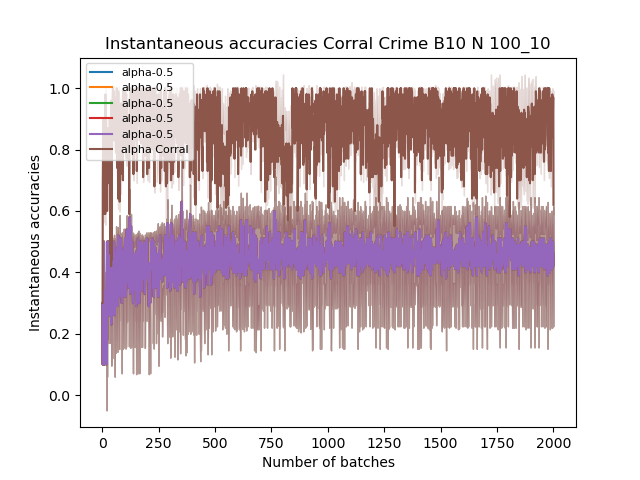 Instantaneous accuracies Corral Crime B10 N 100_10
alpha-0.5
alpha-0.5
alpha-0.5
alpha-0.5
alpha-0.5
alpha Corral
1.0
0.8
0.6
0.4
0.2
0.0
Instantaneous accuracies
0 250 500 750 1000 1250 1500 1750 2000
Number of batches